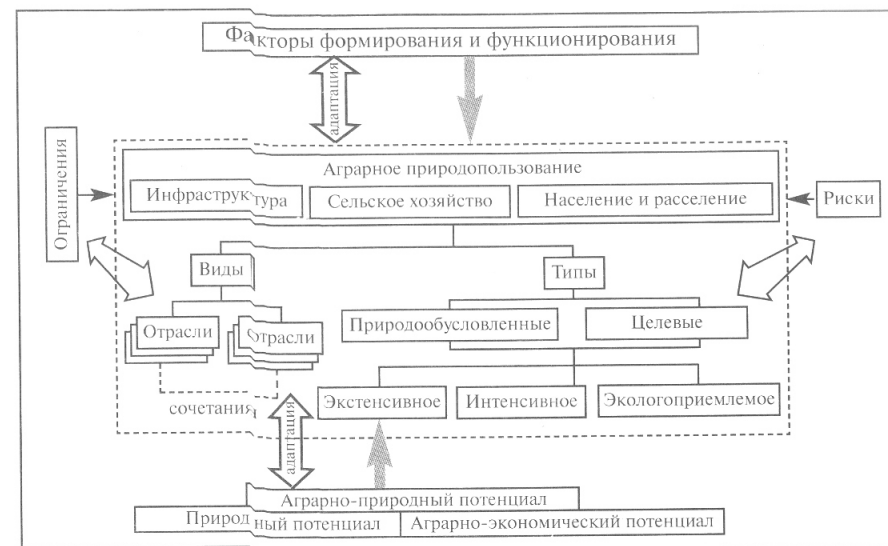 Факторы формирования и функционирования
адаптация
Ограничения
Аграрное природопользование
Инфраструктура
Сельское хозяйство
Население и расселение
Риски
Виды
Типы
Отрасли
Отрасли
Природообусловленные
Целевые
сочетания
Экстенсивное
Интенсивное
Экологоприемлемое
адаптация
Аграрно-природный потенциал
Природный потенциал
Аграрно-экономический потенциал